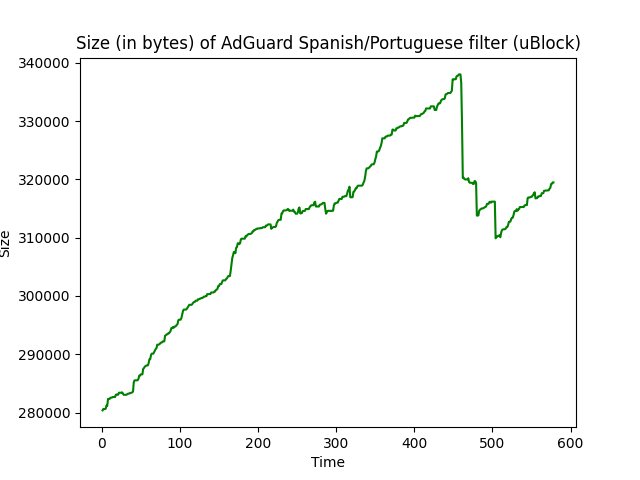 Size (in bytes) of AdGuard Spanish/Portuguese filter (uBlock)
340000
330000
320000
310000
300000
290000
280000
Size
0 100 200 300 400 500 600
Time